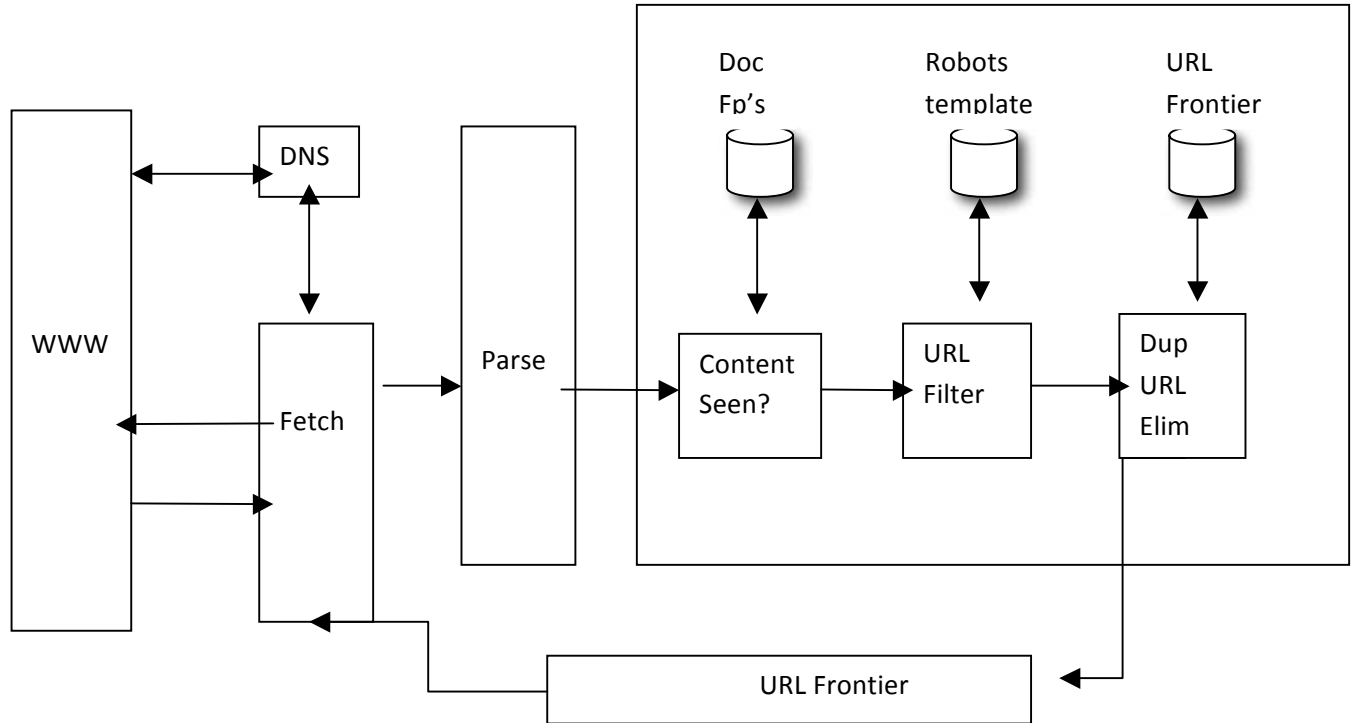 Doc
Fp's
Robots
template
URL
Frontier
DNS
WWW
Fetch
Parse
Content
Seen?
URL
Filter
Dup
URL
Elim
URL Frontier